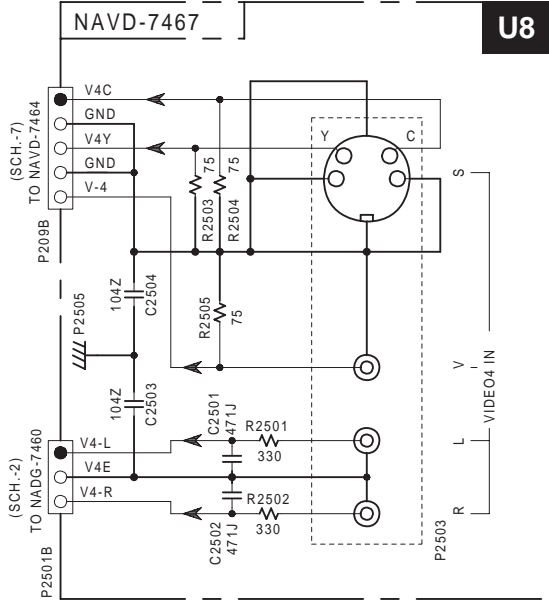 NAVD-7467
U8
V4C
GND
V4Y
GND
V-4
(SCH.-7)
TO NAVD-7464
P209B
75
75
R2503
R2504
Y
C
S
104Z
C2504
P2505
R2505
75
104Z
C2503
V
VIDEO4 IN
C2501
471J
R2501
330
L
V4-L
V4E
V4-R
(SCH.-2)
TO NADG-7460
P2501B
R2502
330
C2502
471J
R
P2503